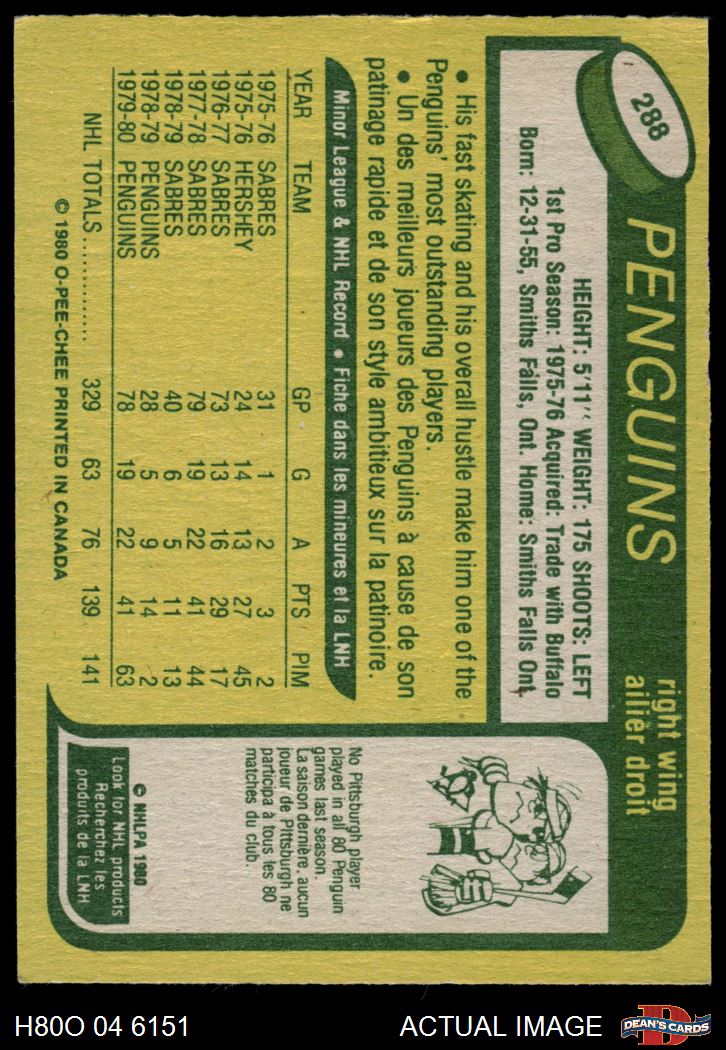 288
PENGUINS
right wing
ailier droit
HEIGHT: 5'11'' WEIGHT: 175 SHOOTS: LEFT
1st Pro Season: 1975-76 Acquired: Trade with Buffalo
Born: 12-31-55, Smiths Falls, Ont. Home: Smiths Falls Ont.
• His fast skating and his overall hustle make him one of the
Penguins' most outstanding players.
• Un des meilleurs joueurs des Penguins à cause de son
patinage rapide et de son style ambitieux sur la patinoire.
Minor League & NHL Record • Fiche dans les mineures et la LNH
YEAR TEAM GP G A PTS PIM
1975-76 SABRES 31 1 2 3 2
1975-76 HERSHEY 24 14 13 27 45
1976-77 SABRES 73 13 16 29 17
1977-78 SABRES 79 19 22 41 44
1978-79 SABRES 40 6 5 11 13
1978-79 PENGUINS 28 5 9 14 2
1979-80 PENGUINS 78 19 22 41 63
NHL TOTALS .............. 329 63 76 139 141
© 1980 O-PEE-CHEE PRINTED IN CANADA
No Pittsburgh player
played in all 80 Penguin
games last season.
La saison dernière, aucun
joueur de Pittsburgh ne
participa à tous les 80
matches du club.
© NHLPA 1980
Look for NHL products
Recherchez les
produits de la LNH
H80O 04 6151
ACTUAL IMAGE
D
DEAN'S CARDS